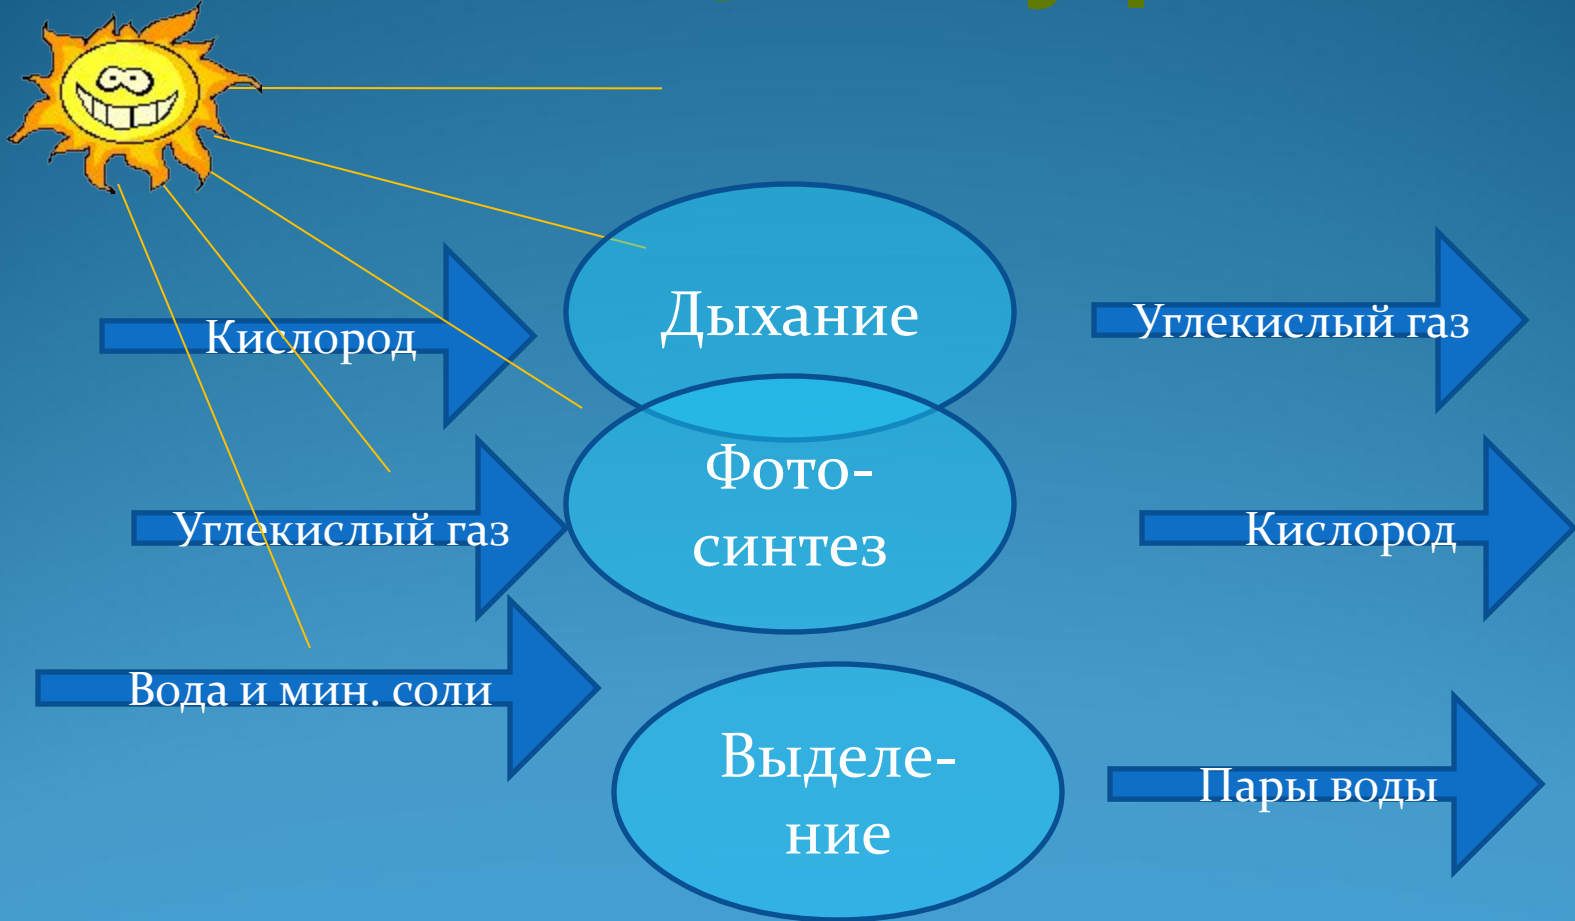 Дыхание
Кислород
Углекислый газ
Фото-
синтез
Углекислый газ
Кислород
Вода и мин. соли
Выделе-
ние
Пары воды